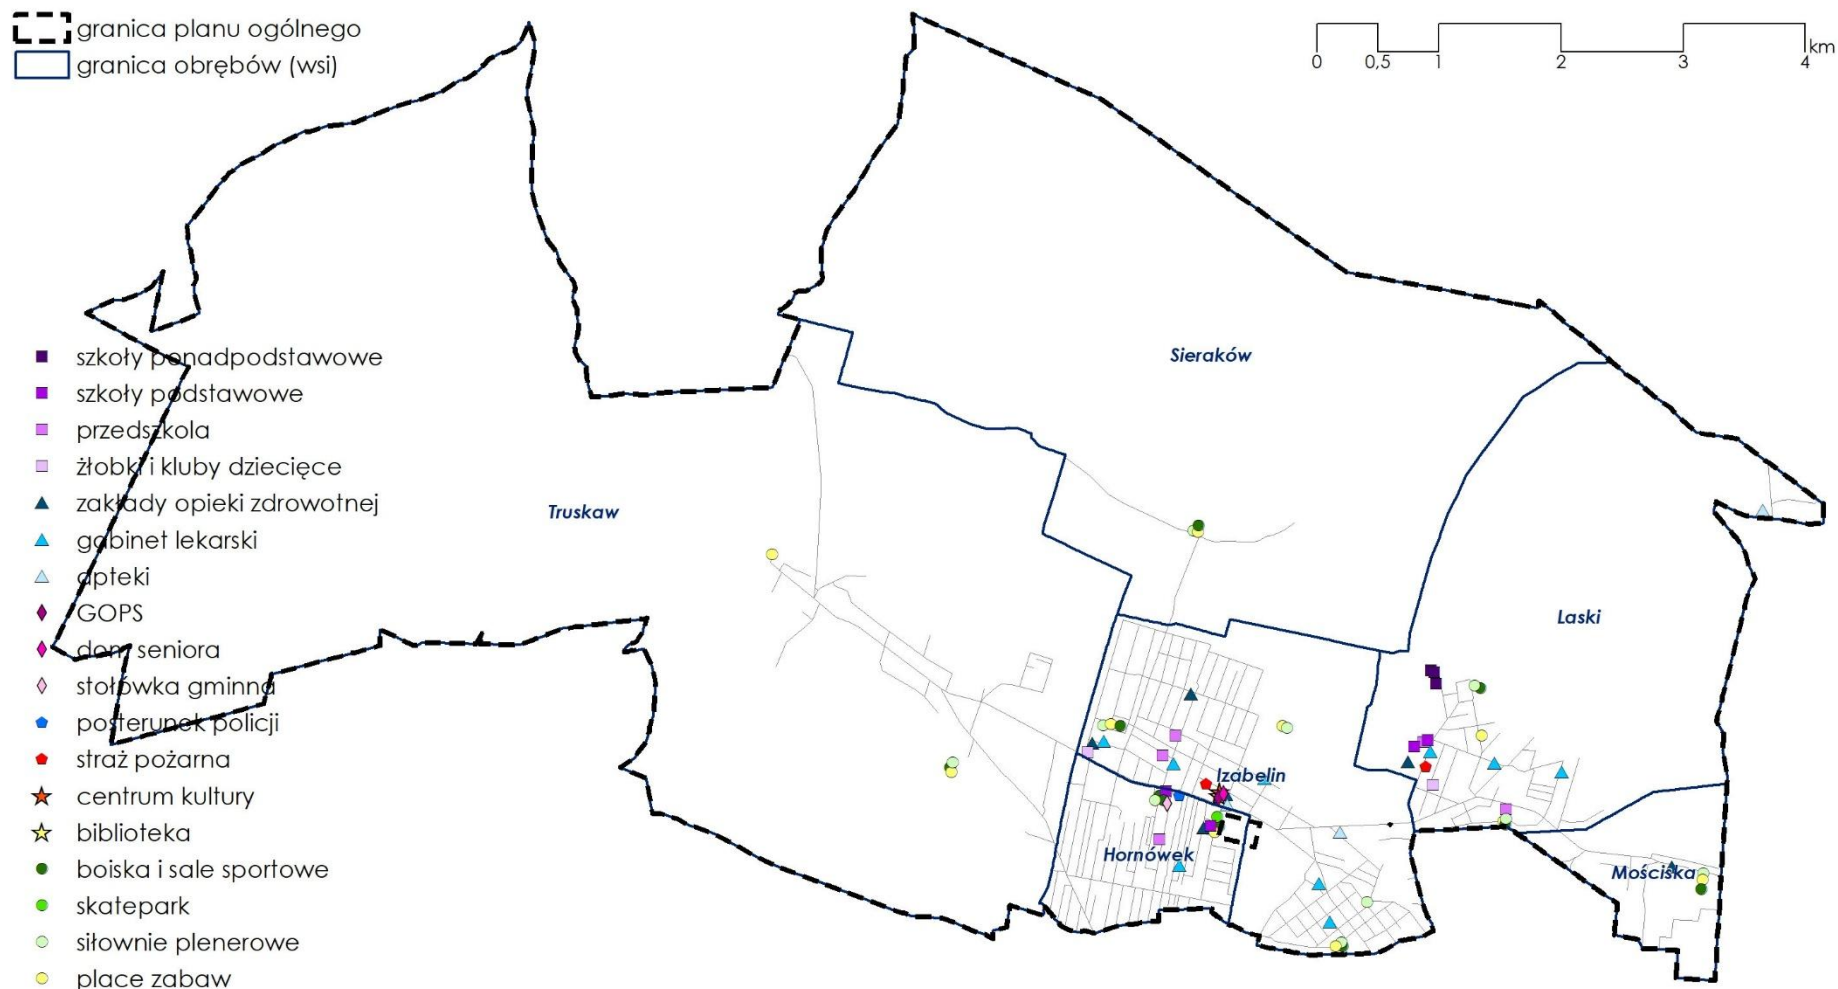 granica planu ogólnego
granica obrębów (wsi)
km
0 0,5 1 2 3 4
szkoły ponadpodstawowe
szkoły podstawowe
przedszkola
żłobki i kluby dziecięce
zakłady opieki zdrowotnej
gabinet lekarski
apteki
GOPS
dom seniora
stołówka gminna
posterunek policji
straż pożarna
centrum kultury
biblioteka
boiska i sale sportowe
skatepark
siłownie plenerowe
place zabaw
Sieraków
Truskaw
Laski
Izabelin
Hornówek
Mościska